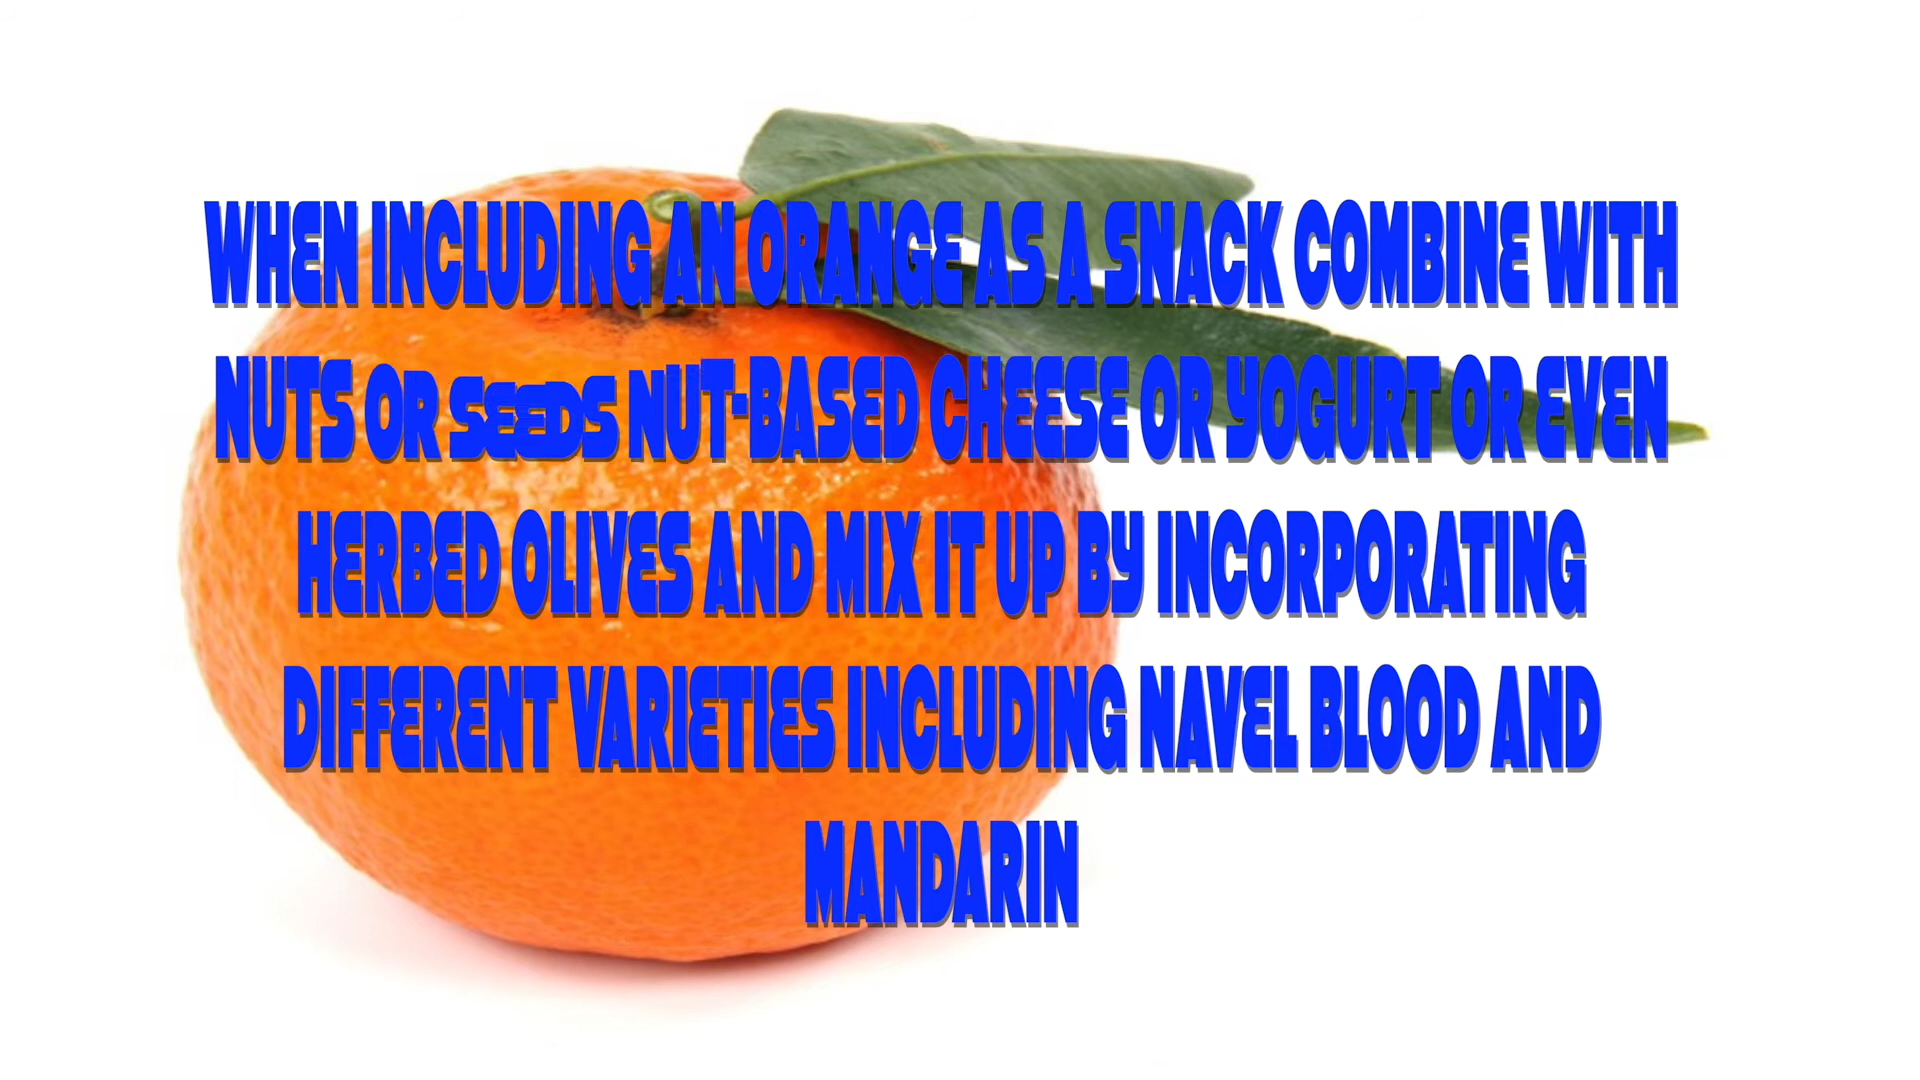 WHEN INCLUDING AN ORANGE AS A SNACK COMBINE WITH
NUTS OR SEEDS NUT-BASED CHEESE OR YOGURT OR EVEN
HERBED OLIVES AND MIX IT UP BY INCORPORATING
DIFFERENT VARIETIES INCLUDING NAVEL BLOOD AND
MANDARIN